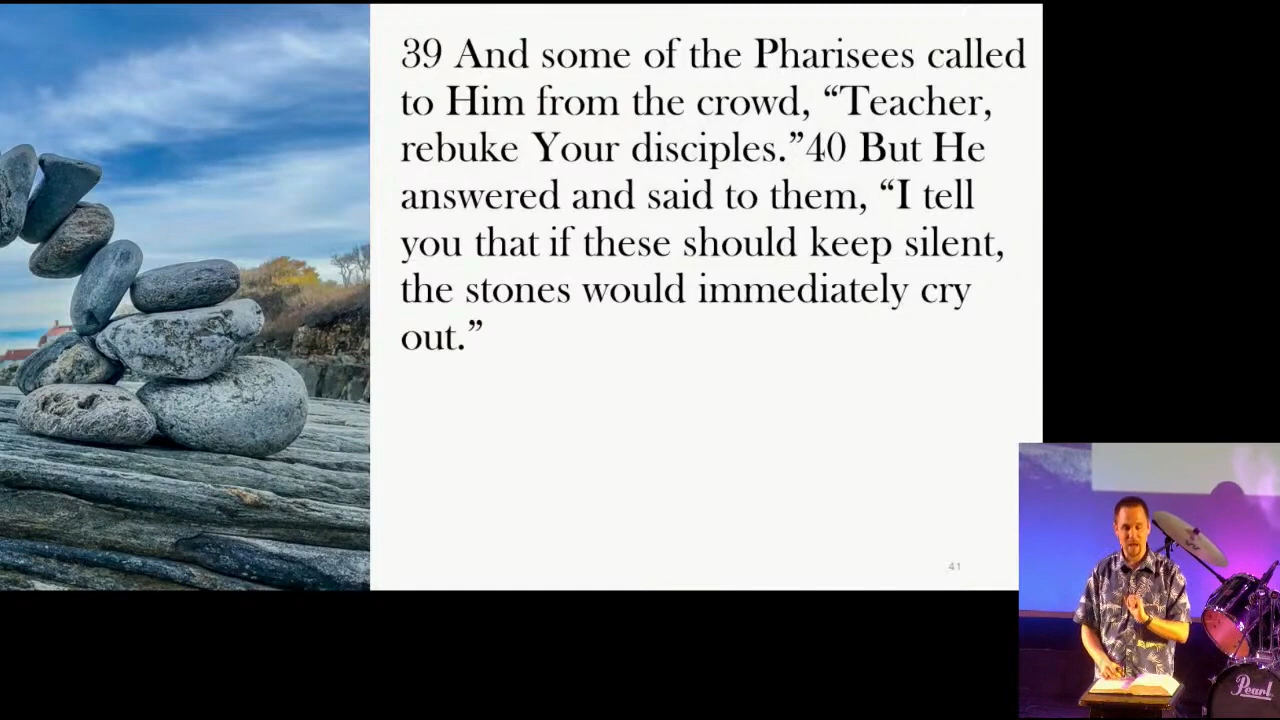 39 And some of the Pharisees called
to Him from the crowd, “Teacher,
rebuke Your disciples.”40 But He
answered and said to them, “I tell
you that if these should keep silent,
the stones would immediately cry
out.”
41
Pearl